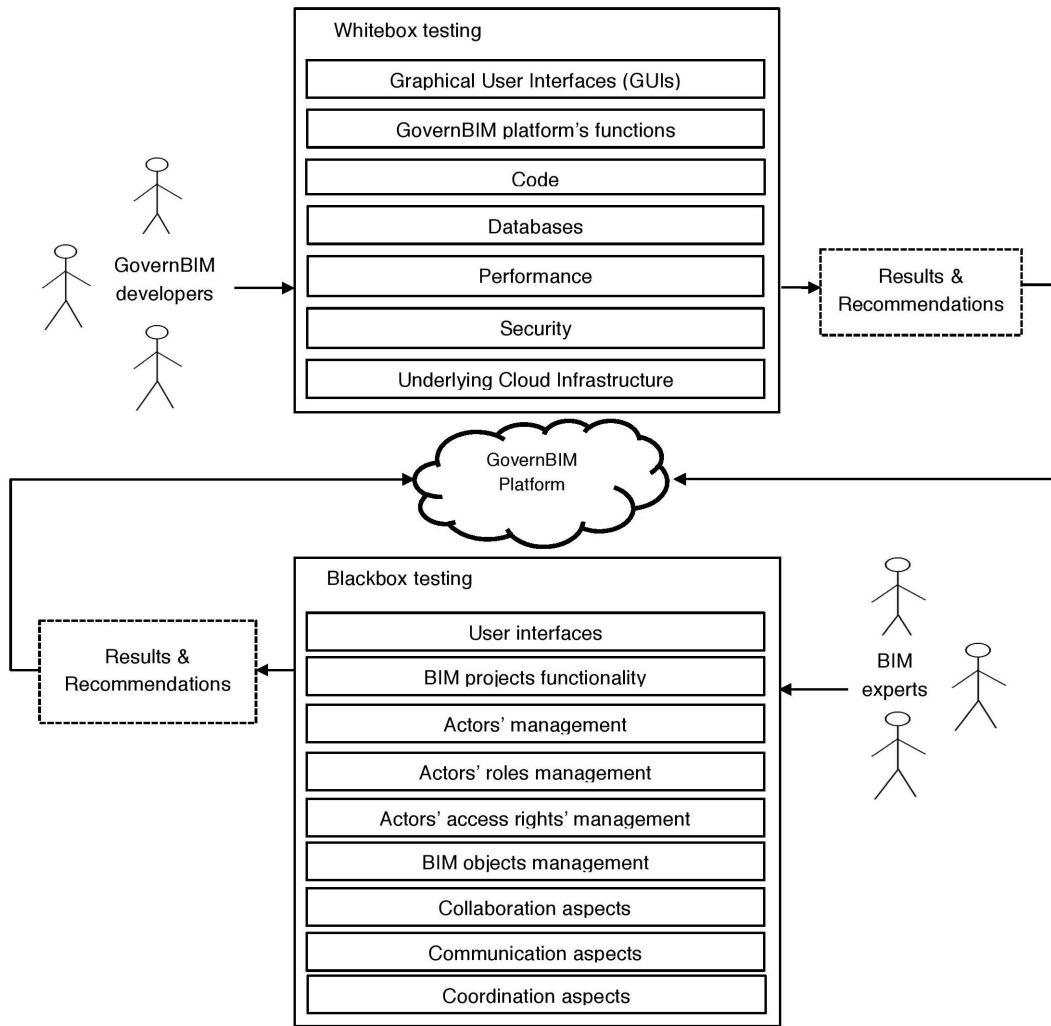 Whitebox testing
Graphical User Interfaces (GUIs)
GovernBIM platform's functions
Code
Databases
Performance
Security
Underlying Cloud Infrastructure
GovernBIM
developers
Results &
Recommendations
GovernBIM
Platform
Blackbox testing
User interfaces
BIM projects functionality
Actors' management
Actors' roles management
Actors' access rights' management
BIM objects management
Collaboration aspects
Communication aspects
Coordination aspects
Results &
Recommendations
BIM
experts